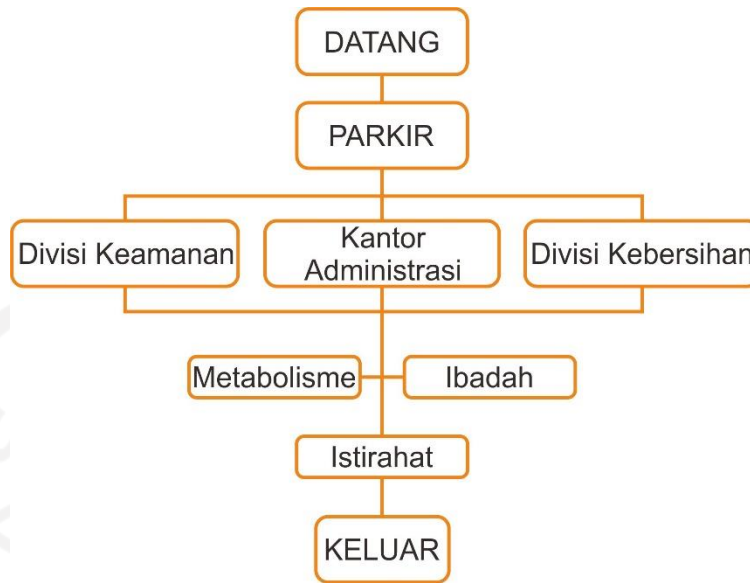 DATANG
PARKIR
Divisi Keamanan
Kantor
Administrasi
Divisi Kebersihan
Metabolisme
Ibadah
Istirahat
KELUAR